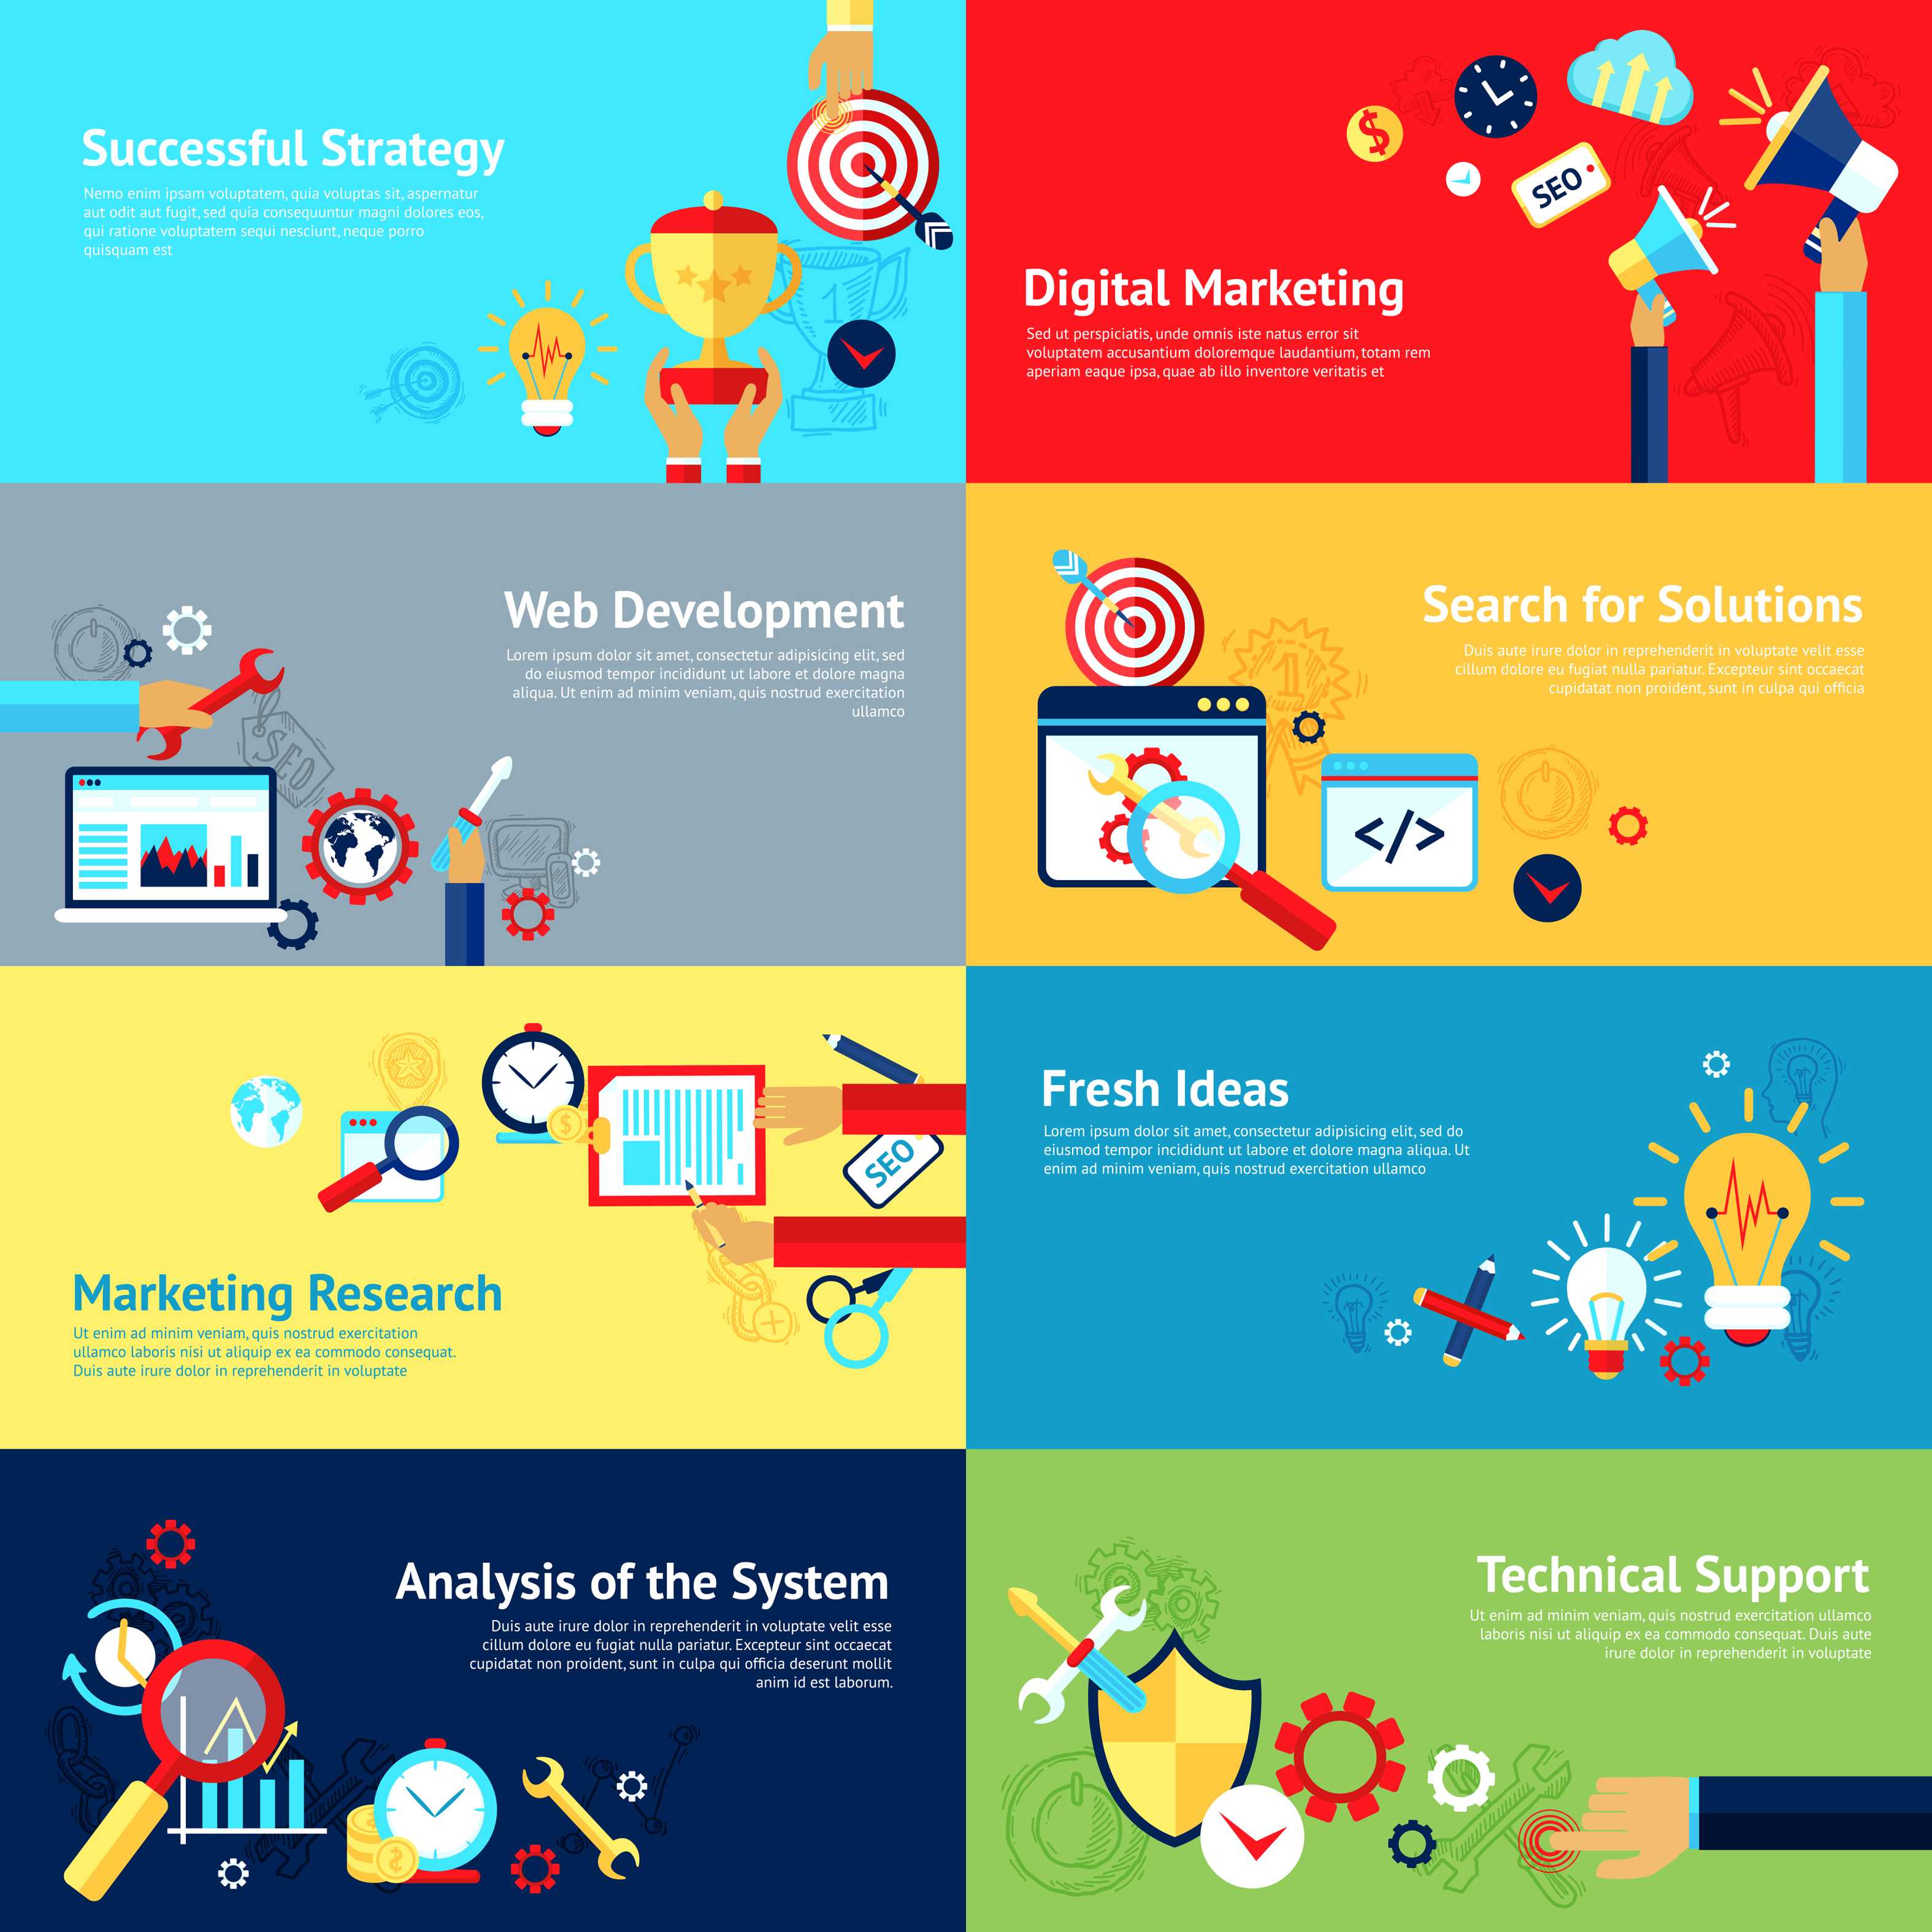 Successful Strategy
Nemo enim ipsam voluptatem, quia voluptas sit, aspernatur
aut odit aut fugit, sed quia consequuntur magni dolores eos,
qui ratione voluptatem sequi nesciunt, neque porro
quisquam est
1
$
SEO
Digital Marketing
Sed ut perspiciatis, unde omnis iste natus error sit
voluptatem accusantium doloremque laudantium, totam rem
aperiam eaque ipsa, quae ab illo inventore veritatis et
Web Development
Lorem ipsum dolor sit amet, consectetur adipisicing elit, sed
do eiusmod tempor incididunt ut labore et dolore magna
aliqua. Ut enim ad minim veniam, quis nostrud exercitation
ullamco
SEO
Search for Solutions
Duis aute irure dolor in reprehenderit in voluptate velit esse
cillum dolore eu fugiat nulla pariatur. Excepteur sint occaecat
cupidatat non proident, sunt in culpa qui officia
1
</>
$
SEO
Marketing Research
Ut enim ad minim veniam, quis nostrud exercitation
ullamco laboris nisi ut aliquip ex ea commodo consequat.
Duis aute irure dolor in reprehenderit in voluptate
Fresh Ideas
Lorem ipsum dolor sit amet, consectetur adipisicing elit, sed do
eiusmod tempor incididunt ut labore et dolore magna aliqua. Ut
enim ad minim veniam, quis nostrud exercitation ullamco
Analysis of the System
Duis aute irure dolor in reprehenderit in voluptate velit esse
cillum dolore eu fugiat nulla pariatur. Excepteur sint occaecat
cupidatat non proident, sunt in culpa qui officia deserunt mollit
anim id est laborum.
$
Technical Support
Ut enim ad minim veniam, quis nostrud exercitation ullamco
laboris nisi ut aliquip ex ea commodo consequat. Duis aute
irure dolor in reprehenderit in voluptate